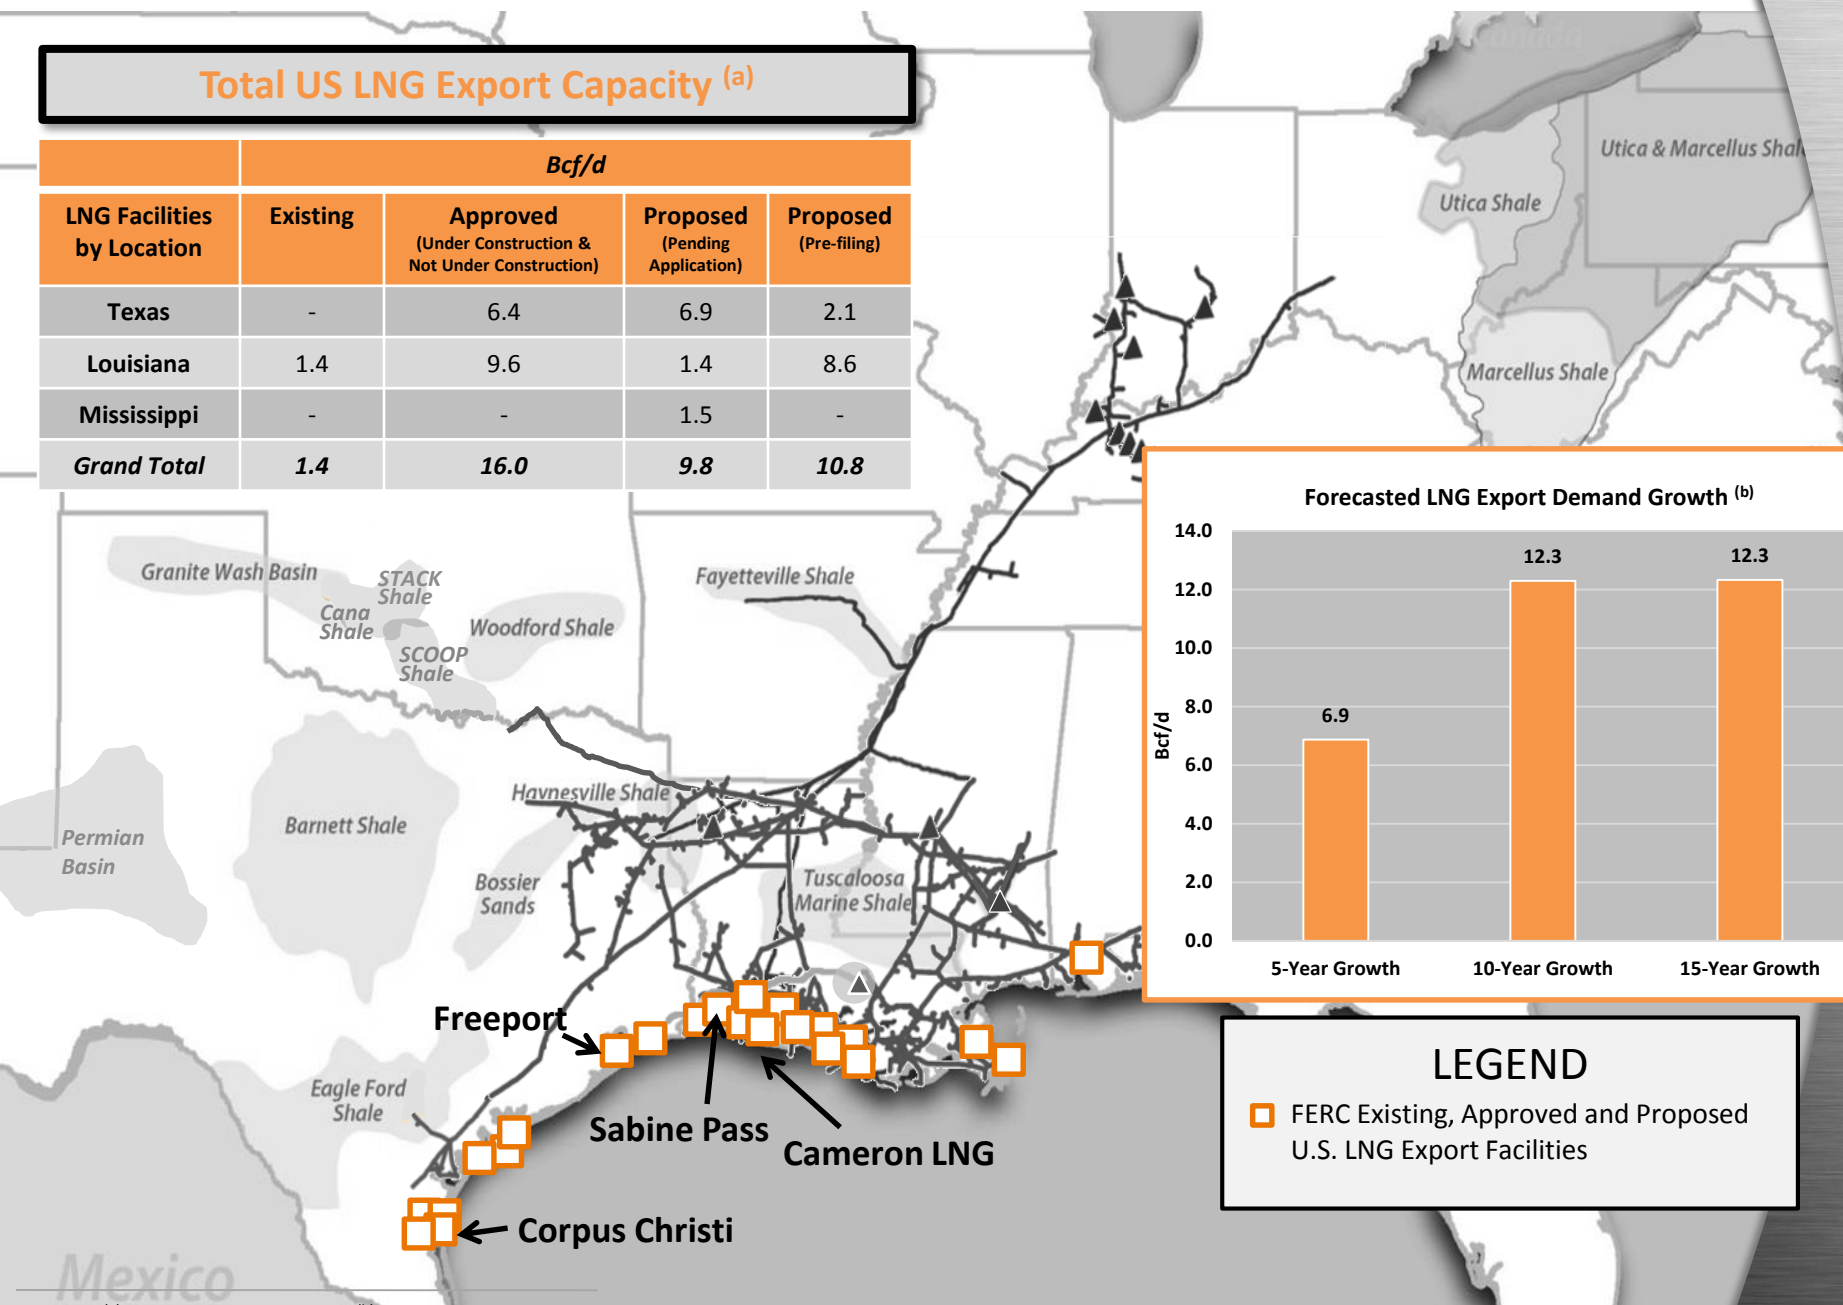 Total US LNG Export Capacity (a)
Bcf/d
LNG Facilities by Location
Existing
Approved
(Under Construction & Not Under Construction)
Proposed
(Pending Application)
Proposed
(Pre-filing)
Texas - 6.4 6.9 2.1
Louisiana 1.4 9.6 1.4 8.6
Mississippi - - 1.5 -
Grand Total 1.4 16.0 9.8 10.8
Canada
Utica & Marcellus Shale
Utica Shale
Marcellus Shale
Granite Wash Basin
STACK
Shale
Cana
Shale
SCOOP
Shale
Woodford Shale
Fayetteville Shale
Haynesville Shale
Barnett Shale
Permian
Basin
Bossier
Sands
Tuscaloosa
Marine Shale
Eagle Ford
Shale
Freeport
Sabine Pass
Cameron LNG
Corpus Christi
Mexico
Forecasted LNG Export Demand Growth (b)
Bcf/d
14.0
12.0
10.0
8.0
6.0
4.0
2.0
0.0
6.9
12.3
12.3
5-Year Growth
10-Year Growth
15-Year Growth
LEGEND
FERC Existing, Approved and Proposed
U.S. LNG Export Facilities